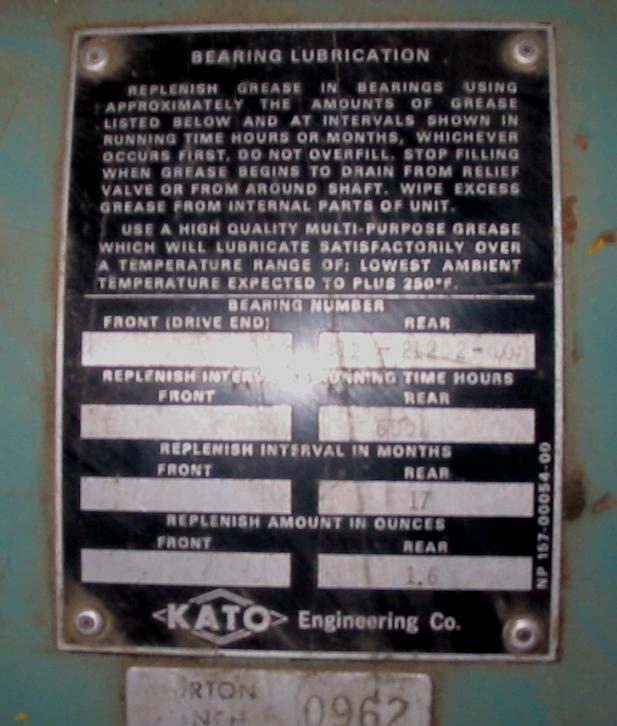 BEARING LUBRICATION
REPLENISH GREASE IN BEARINGS USING
APPROXIMATELY THE AMOUNTS OF GREASE
LISTED BELOW AND AT INTERVALS SHOWN IN
RUNNING TIME HOURS OR MONTHS, WHICHEVER
OCCURS FIRST. DO NOT OVERFILL. STOP FILLING
WHEN GREASE BEGINS TO DRAIN FROM RELIEF
VALVE OR FROM AROUND SHAFT. WIPE EXCESS
GREASE FROM INTERNAL PARTS OF UNIT.
USE A HIGH QUALITY MULTI-PURPOSE GREASE
WHICH WILL LUBRICATE SATISFACTORILY OVER
A TEMPERATURE RANGE OF; LOWEST AMBIENT
TEMPERATURE EXPECTED TO PLUS 250°F.
BEARING NUMBER
FRONT (DRIVE END) REAR
REPLENISH RUNNING TIME HOURS
FRONT REAR
REPLENISH INTERVAL IN MONTHS
FRONT REAR
17
REPLENISH AMOUNT IN OUNCES
FRONT REAR
1.6
KATO Engineering Co.
NP 157-00054-00
0962